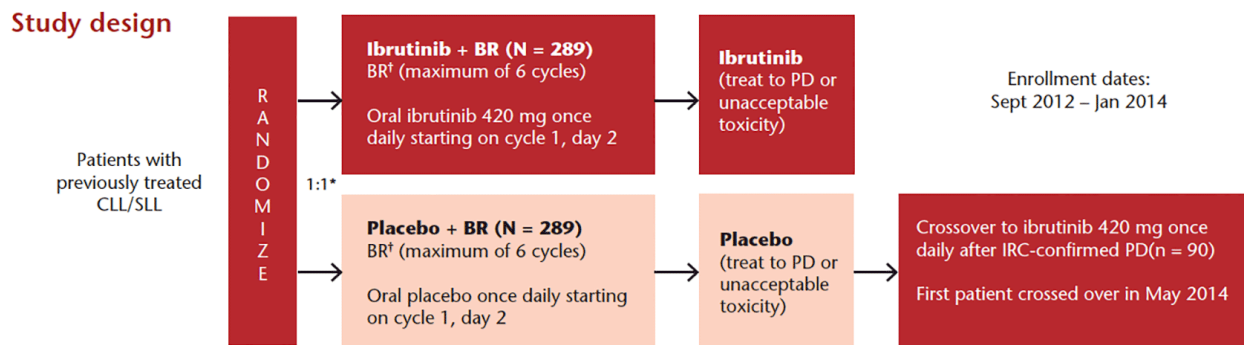 Study design
Patients with
previously treated
CLL/SLL
RANDOMIZE
1:1*
Ibrutinib + BR (N = 289)
BR† (maximum of 6 cycles)
Oral ibrutinib 420 mg once
daily starting on cycle 1, day 2
Ibrutinib
(treat to PD or
unacceptable
toxicity)
Enrollment dates:
Sept 2012 – Jan 2014
Placebo + BR (N = 289)
BR† (maximum of 6 cycles)
Oral placebo once daily starting
on cycle 1, day 2
Placebo
(treat to PD or
unacceptable
toxicity)
Crossover to ibrutinib 420 mg once
daily after IRC-confirmed PD(n = 90)
First patient crossed over in May 2014